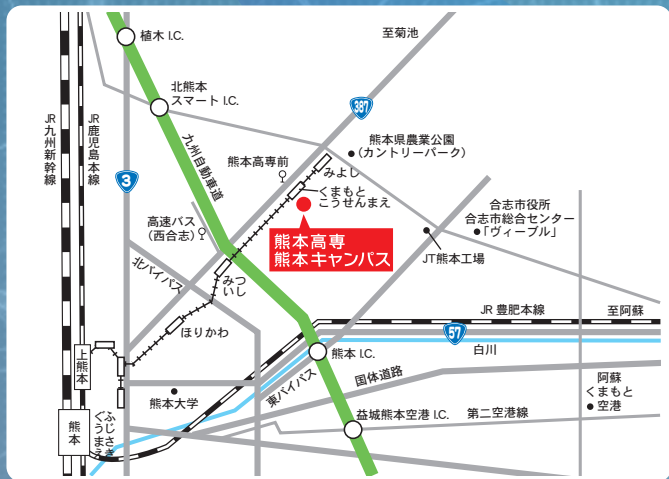 植木 I.C.
至菊池
北熊本
スマート I.C.
387
JR九州新幹線
JR鹿児島本線
3
九州自動車道
熊本高専前
熊本県農業公園
(カントリーパーク)
みよし
くまもと
こうせんまえ
高速バス
(西合志)
熊本高専
熊本キャンパス
合志市役所
合志市総合センター
「ヴィーブル」
JT熊本工場
北バイパス
みつ
いし
ほりかわ
JR 豊肥本線
至阿蘇
57
白川
熊本 I.C.
東バイパス
国体道路
上熊本
熊本
ふじさき
ぐうまえ
熊本大学
益城熊本空港 I.C.
第二空港線
阿蘇
くまもと
空港